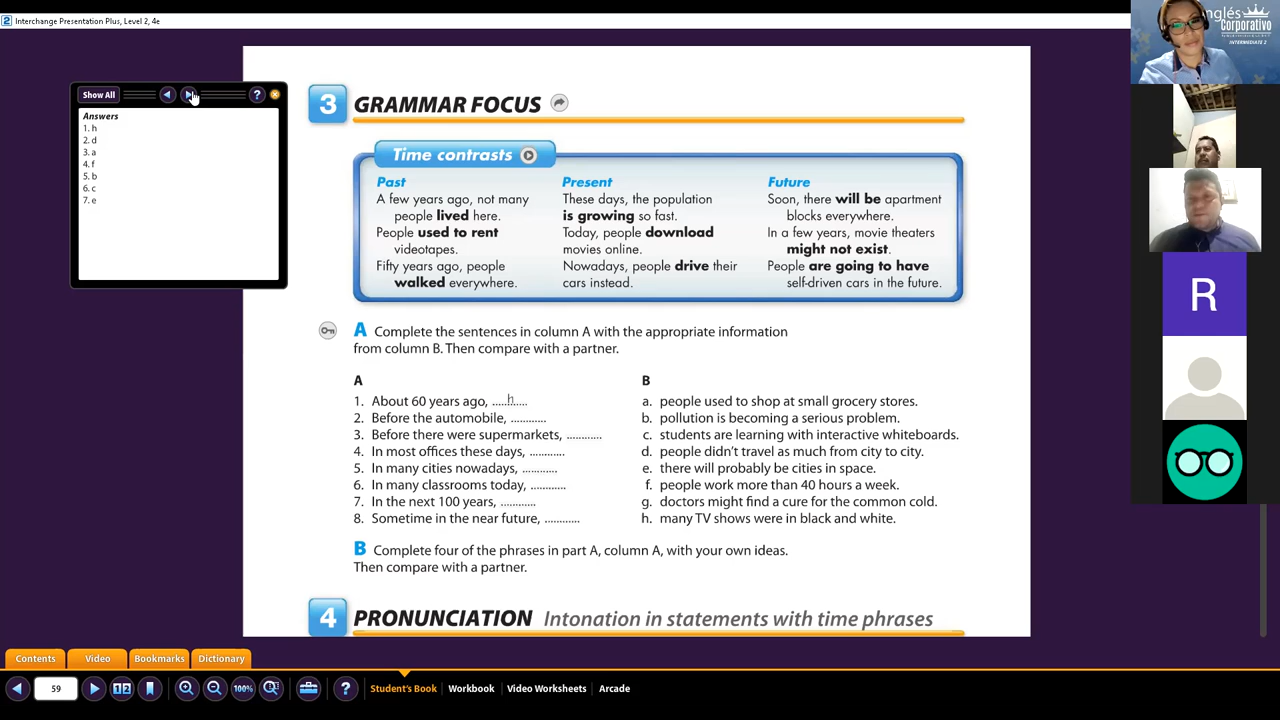 Interchange Presentation Plus, Level 2, 4e
Inglés
Corporativo
INTERMEDIATE 2
Show All
?
Answers
1. h
2. d
3. a
4. f
5. b
6. c
7. e
3 GRAMMAR FOCUS
Time contrasts
Past
A few years ago, not many
people lived here.
People used to rent
videotapes.
Fifty years ago, people
walked everywhere.
Present
These days, the population
is growing so fast.
Today, people download
movies online.
Nowadays, people drive their
cars instead.
Future
Soon, there will be apartment
blocks everywhere.
In a few years, movie theaters
might not exist.
People are going to have
self-driven cars in the future.
A Complete the sentences in column A with the appropriate information
from column B. Then compare with a partner.
A
1. About 60 years ago, .....h.....
2. Before the automobile, ............
3. Before there were supermarkets, ............
4. In most offices these days, ............
5. In many cities nowadays, ............
6. In many classrooms today, ............
7. In the next 100 years, ............
8. Sometime in the near future, ............
B
a. people used to shop at small grocery stores.
b. pollution is becoming a serious problem.
c. students are learning with interactive whiteboards.
d. people didn't travel as much from city to city.
e. there will probably be cities in space.
f. people work more than 40 hours a week.
g. doctors might find a cure for the common cold.
h. many TV shows were in black and white.
B Complete four of the phrases in part A, column A, with your own ideas.
Then compare with a partner.
4 PRONUNCIATION Intonation in statements with time phrases
R
Contents Video Bookmarks Dictionary
59 1 2 100% ? Student's Book Workbook Video Worksheets Arcade